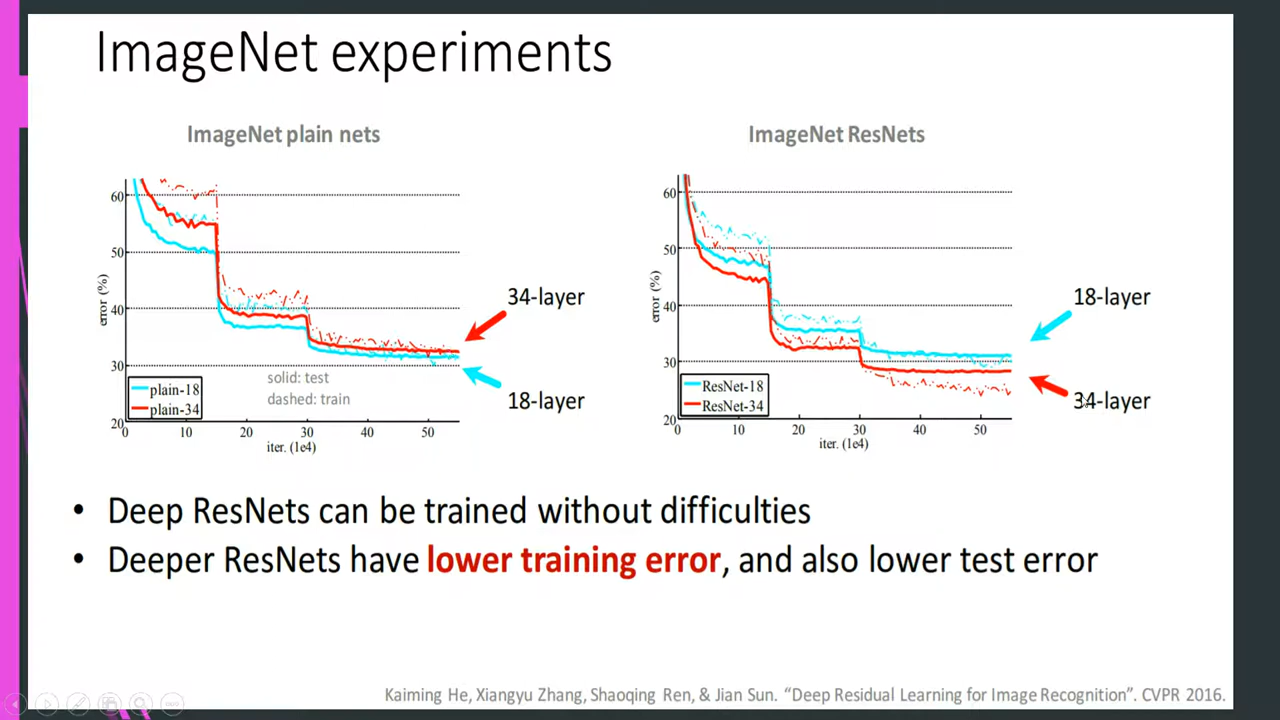 ImageNet experiments
ImageNet plain nets
60
50
40
30
20
error (%)
0 10 20 30 40 50
iter. (1e4)
plain-18
plain-34
solid: test
dashed: train
34-layer
18-layer
ImageNet ResNets
60
50
40
30
20
error (%)
0 10 20 30 40 50
iter. (1e4)
ResNet-18
ResNet-34
18-layer
34-layer
• Deep ResNets can be trained without difficulties
• Deeper ResNets have lower training error, and also lower test error
Kaiming He, Xiangyu Zhang, Shaoqing Ren, & Jian Sun. “Deep Residual Learning for Image Recognition”. CVPR 2016.